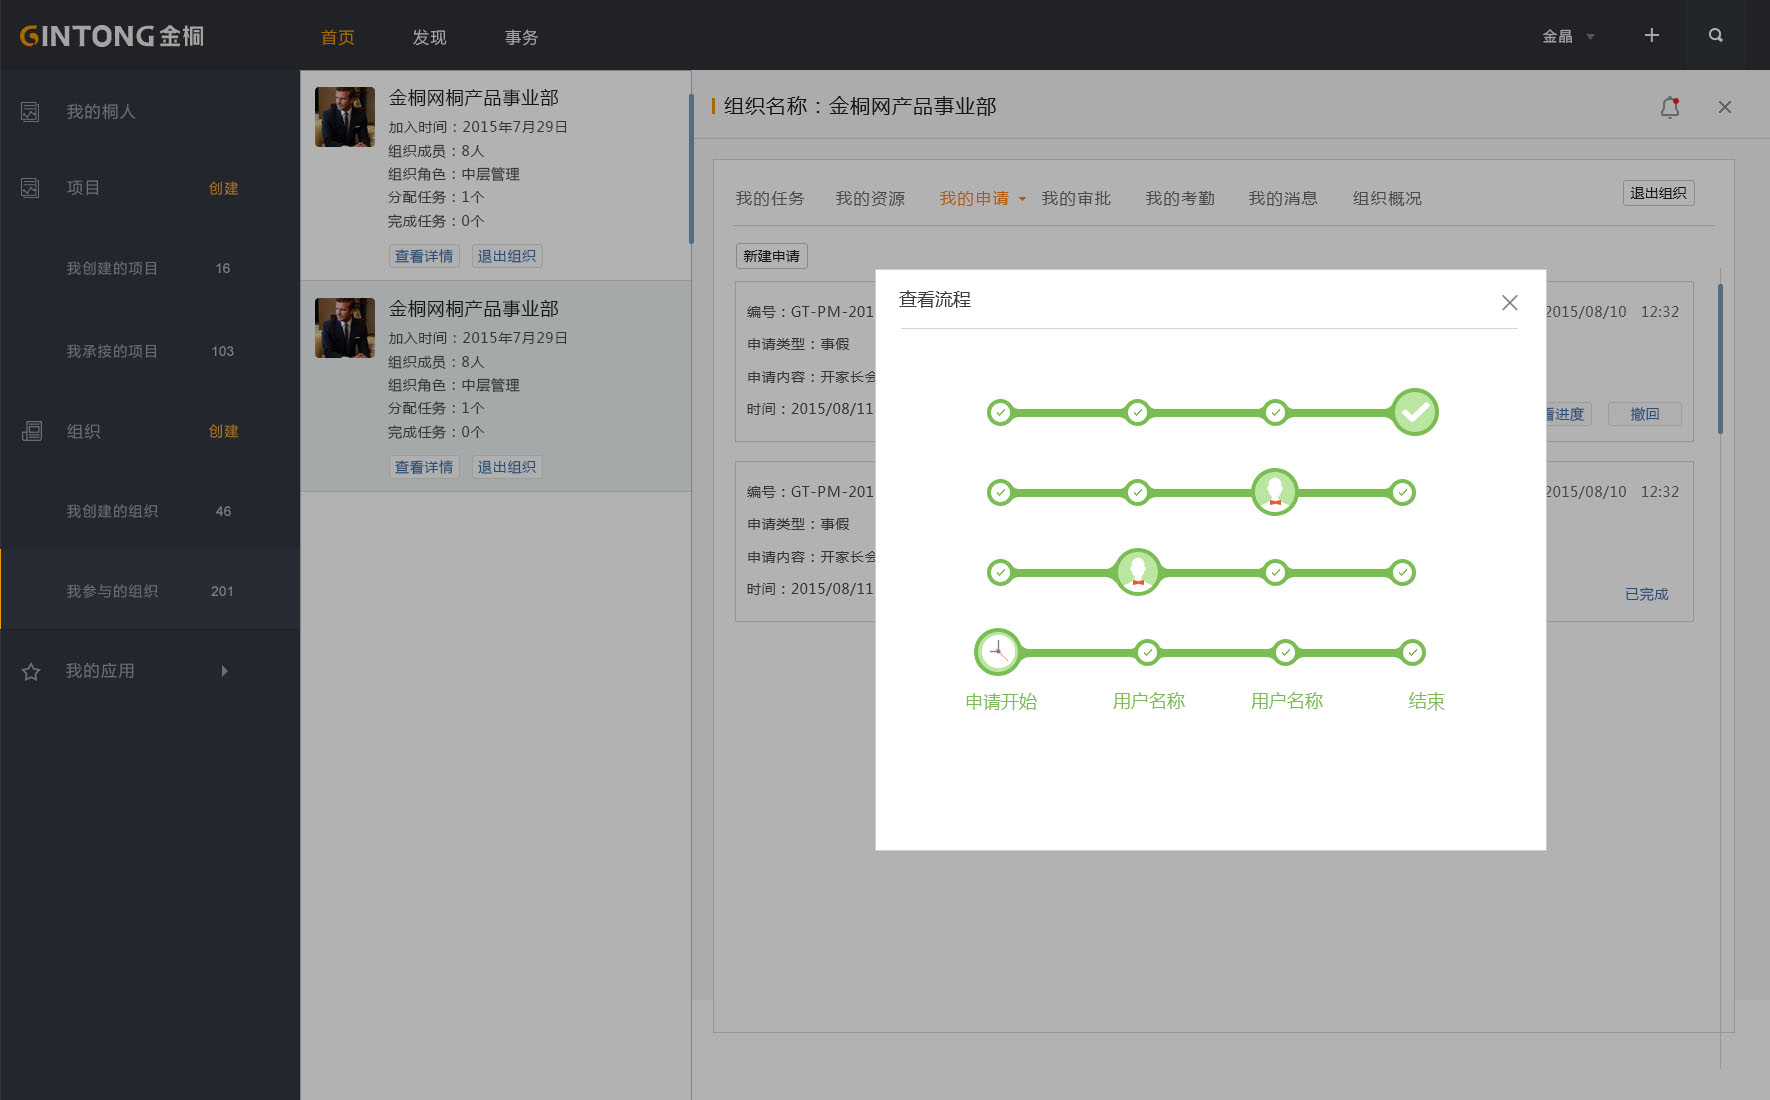 GINTONG金桐
首页
发现
事务
金晶
我的桐人
项目
创建
我创建的项目
16
我承接的项目
103
组织
创建
我创建的组织
46
我参与的组织
201
我的应用
金桐网桐产品事业部
加入时间：2015年7月29日
组织成员：8人
组织角色：中层管理
分配任务：1个
完成任务：0个
查看详情
退出组织
金桐网桐产品事业部
加入时间：2015年7月29日
组织成员：8人
组织角色：中层管理
分配任务：1个
完成任务：0个
查看详情
退出组织
组织名称：金桐网产品事业部
我的任务
我的资源
我的申请
我的审批
我的考勤
我的消息
组织概况
退出组织
新建申请
编号：GT-PM-201
2015/08/10 12:32
申请类型：事假
申请内容：开家长会
时间：2015/08/11
看进度
撤回
编号：GT-PM-201
2015/08/10 12:32
申请类型：事假
申请内容：开家长会
时间：2015/08/11
已完成
查看流程
申请开始
用户名称
用户名称
结束